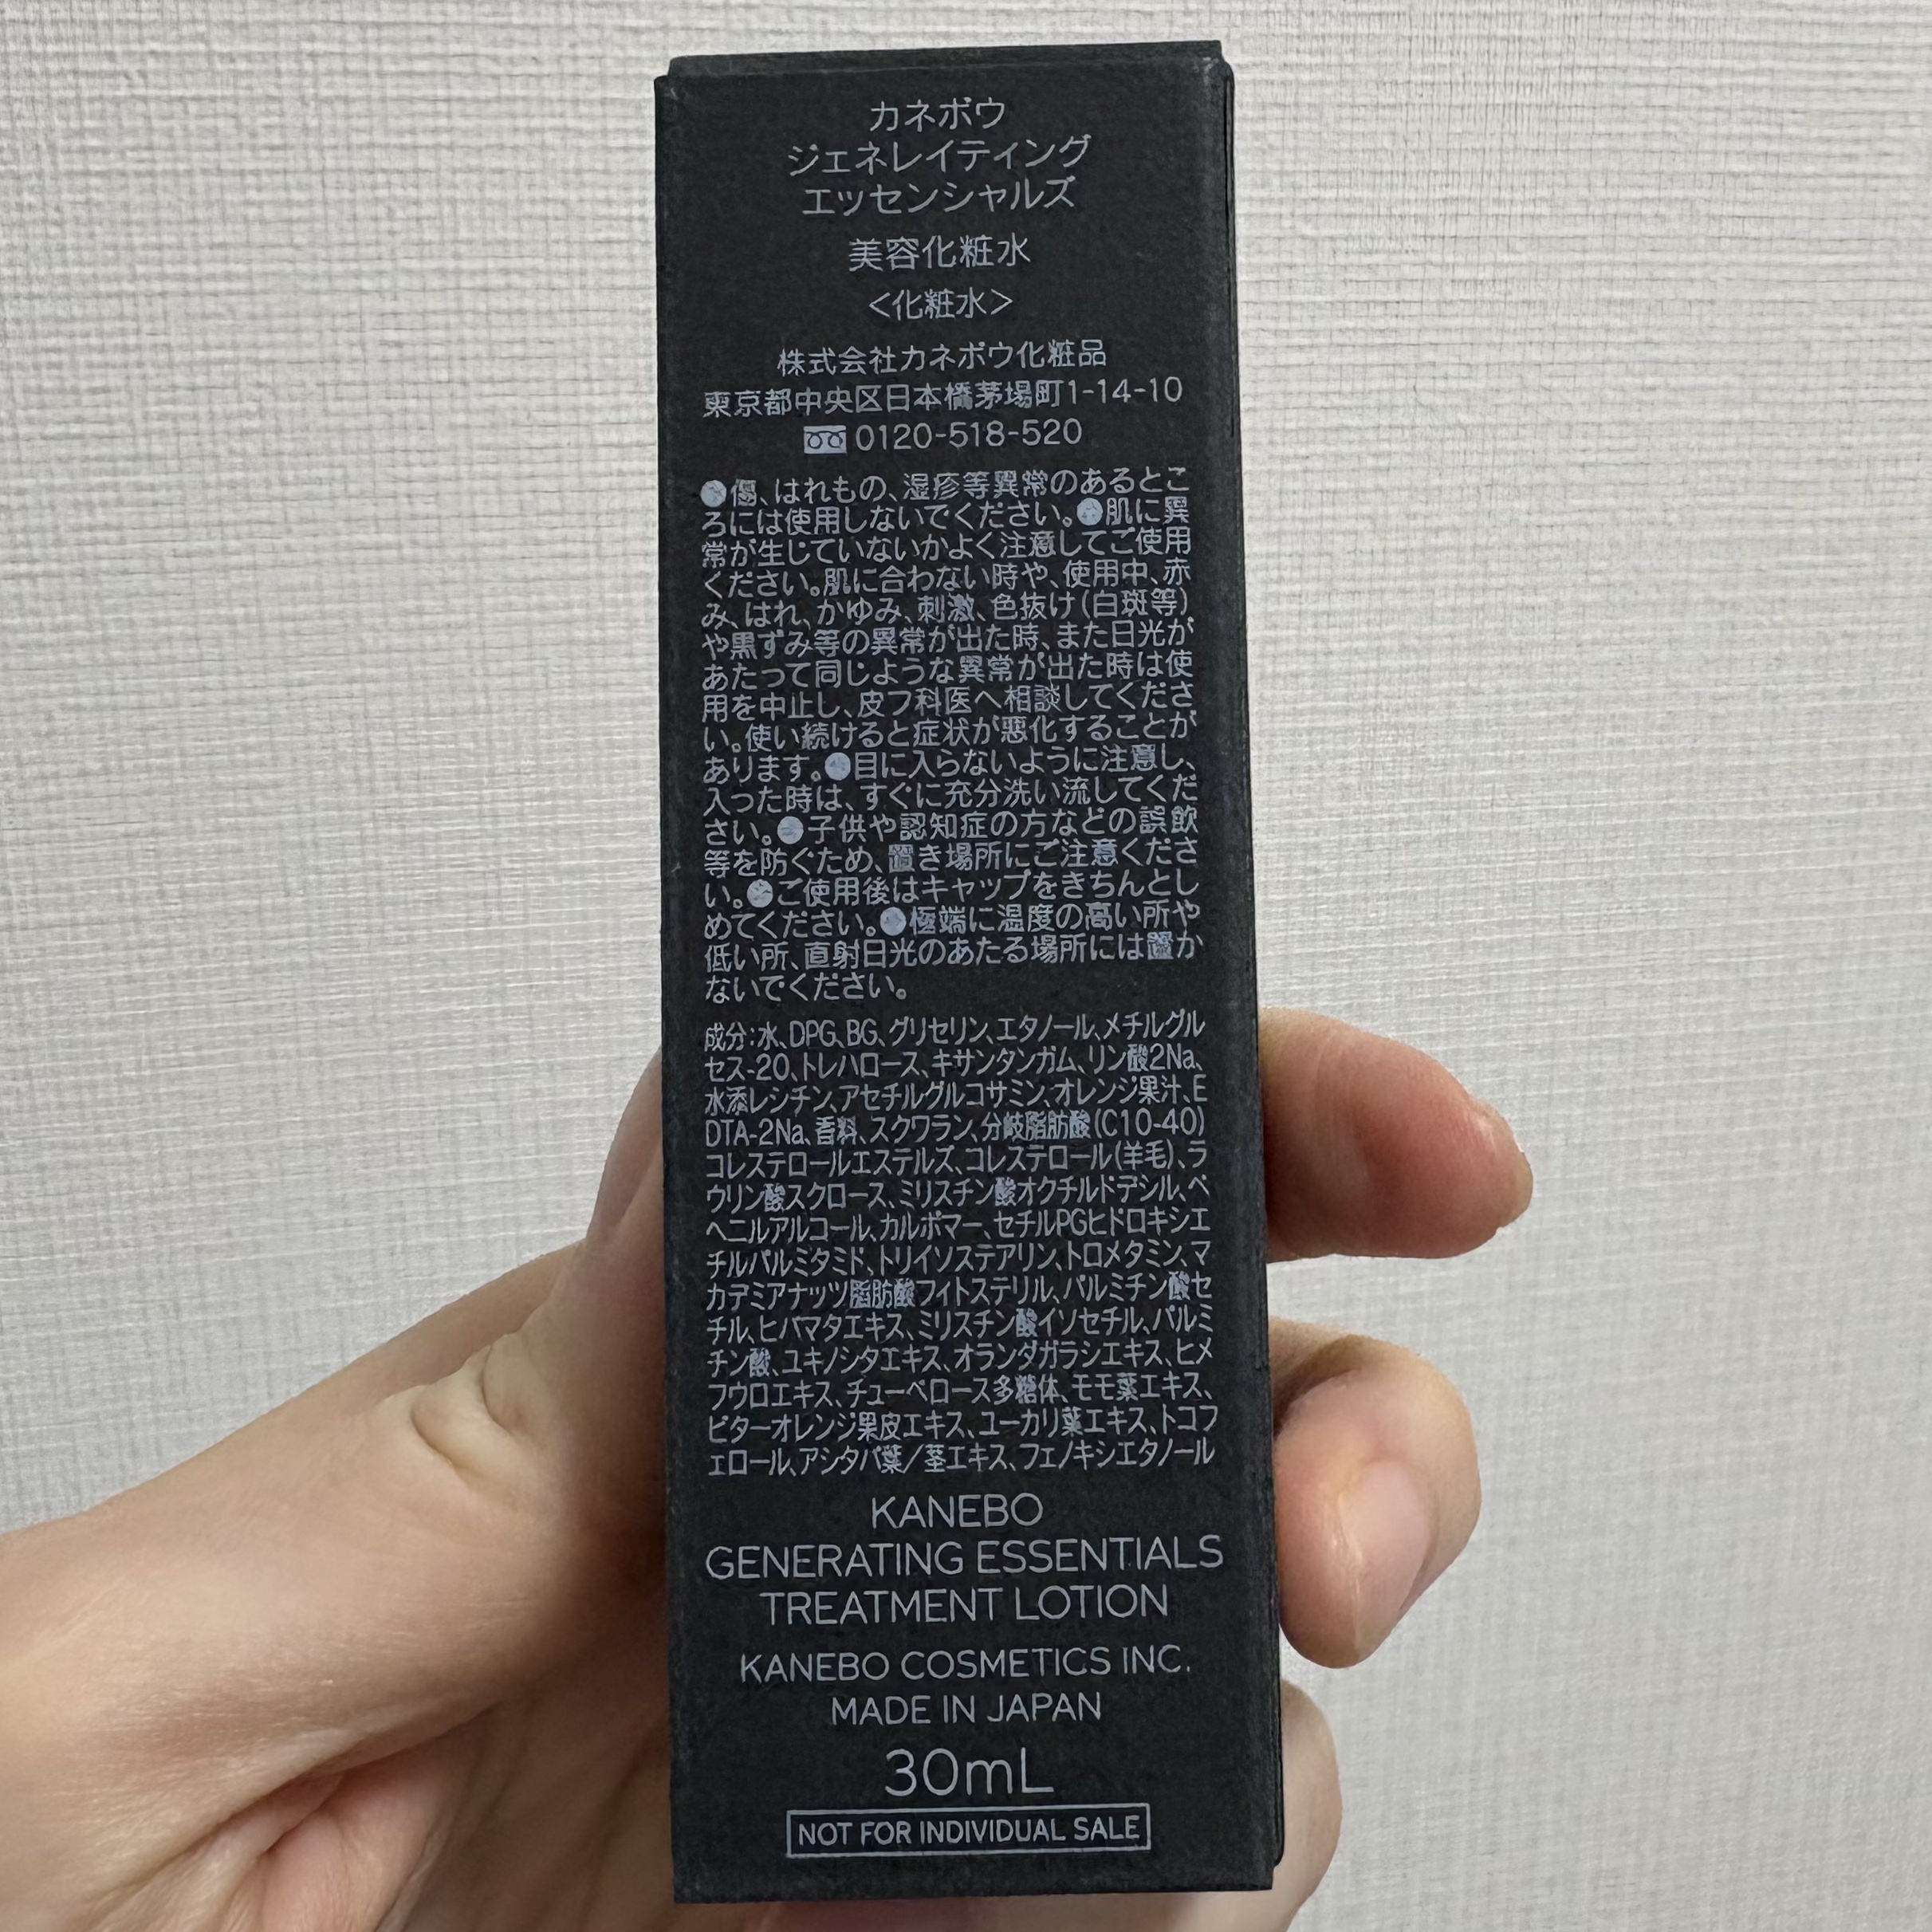 カネボウ
ジェネレイティング
エッセンシャルズ
美容化粧水
<化粧水>
株式会社カネボウ化粧品
東京都中央区日本橋茅場町1-14-10
0120-518-520
●傷、はれもの、湿疹等異常のあるとこ
ろには使用しないでください。●肌に異
常が生じていないかよく注意してご使用
ください。肌に合わない時や、使用中、赤
み、はれ、かゆみ、刺激、色抜け(白斑等)
や黒ずみ等の異常が出た時、また日光が
あたって同じような異常が出た時は使
用を中止し、皮フ科医へ相談してくださ
い。使い続けると症状が悪化することが
あります。●目に入らないように注意し、
入った時は、すぐに充分洗い流してくだ
さい。●子供や認知症の方などの誤飲
等を防ぐため、置き場所にご注意くださ
い。●ご使用後はキャップをきちんとし
めてください。●極端に温度の高い所や
低い所、直射日光のあたる場所には置か
ないでください。
成分:水、DPG、BG、グリセリン、エタノール、メチルグル
セス-20、トレハロース、キサンタンガム、リン酸2Na、
水添レシチン、アセチルグルコサミン、オレンジ果汁、E
DTA-2Na、香料、スクワラン、分岐脂肪酸(C10-40)
コレステロールエステルズ、コレステロール(羊毛)、ラ
ウリン酸スクロース、ミリスチン酸オクチルドデシル、ベ
ヘニルアルコール、カルボマー、セチルPGヒドロキシエ
チルパルミタミド、トリイソステアリン、トロメタミン、マ
カデミアナッツ脂肪酸フィトステリル、パルミチン酸セ
チル、ヒバマタエキス、ミリスチン酸イソセチル、パルミ
チン酸、ユキノシタエキス、オランダガラシエキス、ヒメ
フウロエキス、チューベロース多糖体、モモ葉エキス、
ビターオレンジ果皮エキス、ユーカリ葉エキス、トコフ
ェロール、アシタバ葉/茎エキス、フェノキシエタノール
KANEBO
GENERATING ESSENTIALS
TREATMENT LOTION
KANEBO COSMETICS INC.
MADE IN JAPAN
30mL
NOT FOR INDIVIDUAL SALE